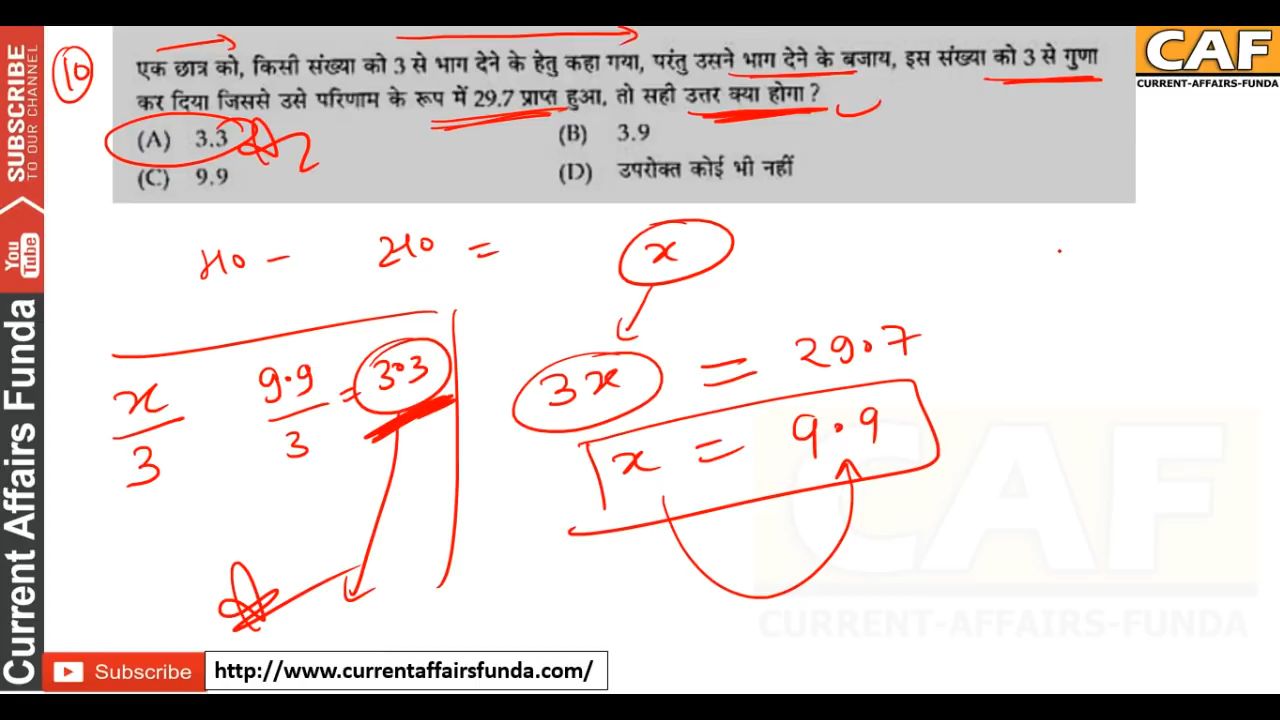 SUBSCRIBE
TO OUR CHANNEL
You Tube
Current Affairs Funda
CAF
CURRENT-AFFAIRS-FUNDA
10
एक छात्र को, किसी संख्या को 3 से भाग देने के हेतु कहा गया, परंतु उसने भाग देने के बजाय, इस संख्या को 3 से गुणा
कर दिया जिससे उसे परिणाम के रूप में 29.7 प्राप्त हुआ, तो सही उत्तर क्या होगा ?
(A) 3.3
(B) 3.9
(C) 9.9
(D) उपरोक्त कोई भी नहीं
मा० - सं० = x
3x = 29.7
x = 9.9
x/3
9.9/3 = 3.3
CAF
CURRENT-AFFAIRS-FUNDA
Subscribe
http://www.currentaffairsfunda.com/